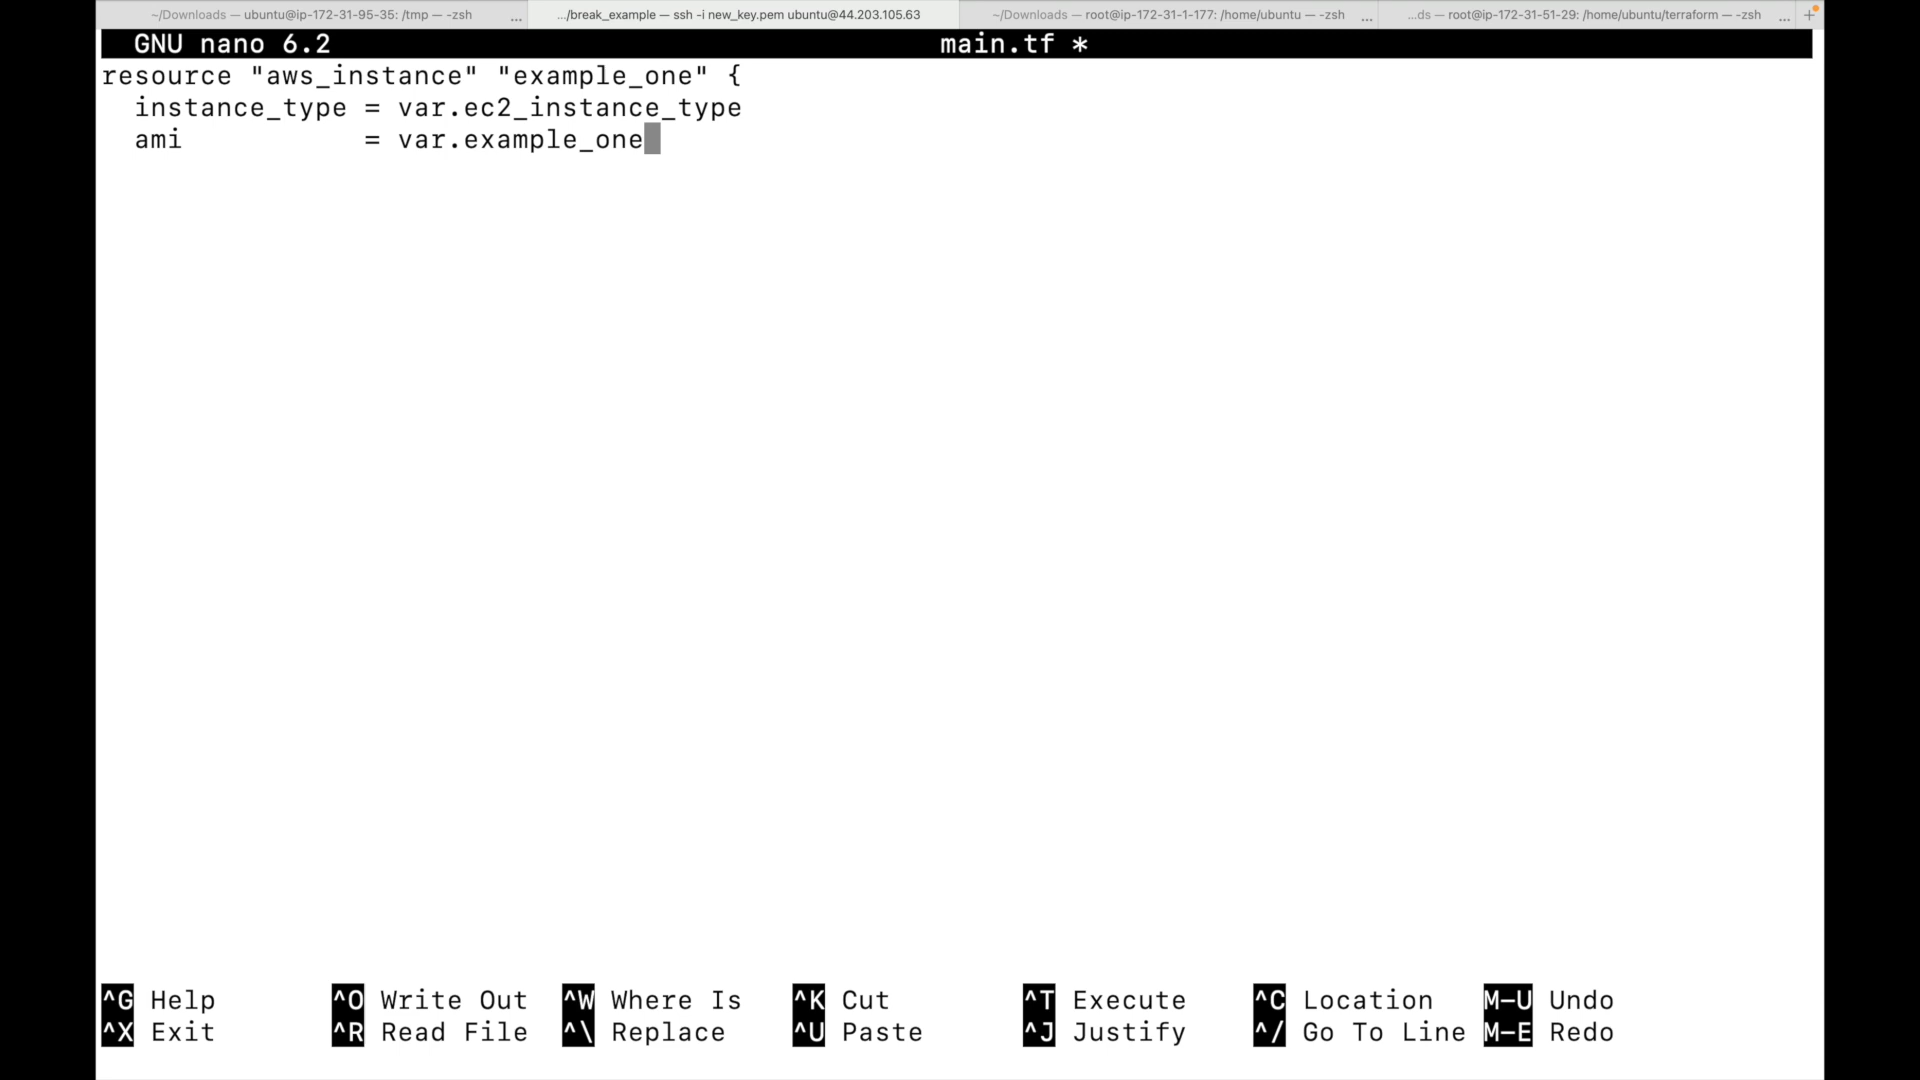 ~/Downloads — ubuntu@ip-172-31-95-35: /tmp — -zsh ... .../break_example — ssh -i new_key.pem ubuntu@44.203.105.63 ~/Downloads — root@ip-172-31-1-177: /home/ubuntu — -zsh ... ...ds — root@ip-172-31-51-29: /home/ubuntu/terraform — -zsh ... +
GNU nano 6.2 main.tf *
resource "aws_instance" "example_one" {
  instance_type = var.ec2_instance_type
  ami           = var.example_one
^G Help ^O Write Out ^W Where Is ^K Cut ^T Execute ^C Location M-U Undo
^X Exit ^R Read File ^\ Replace ^U Paste ^J Justify ^/ Go To Line M-E Redo